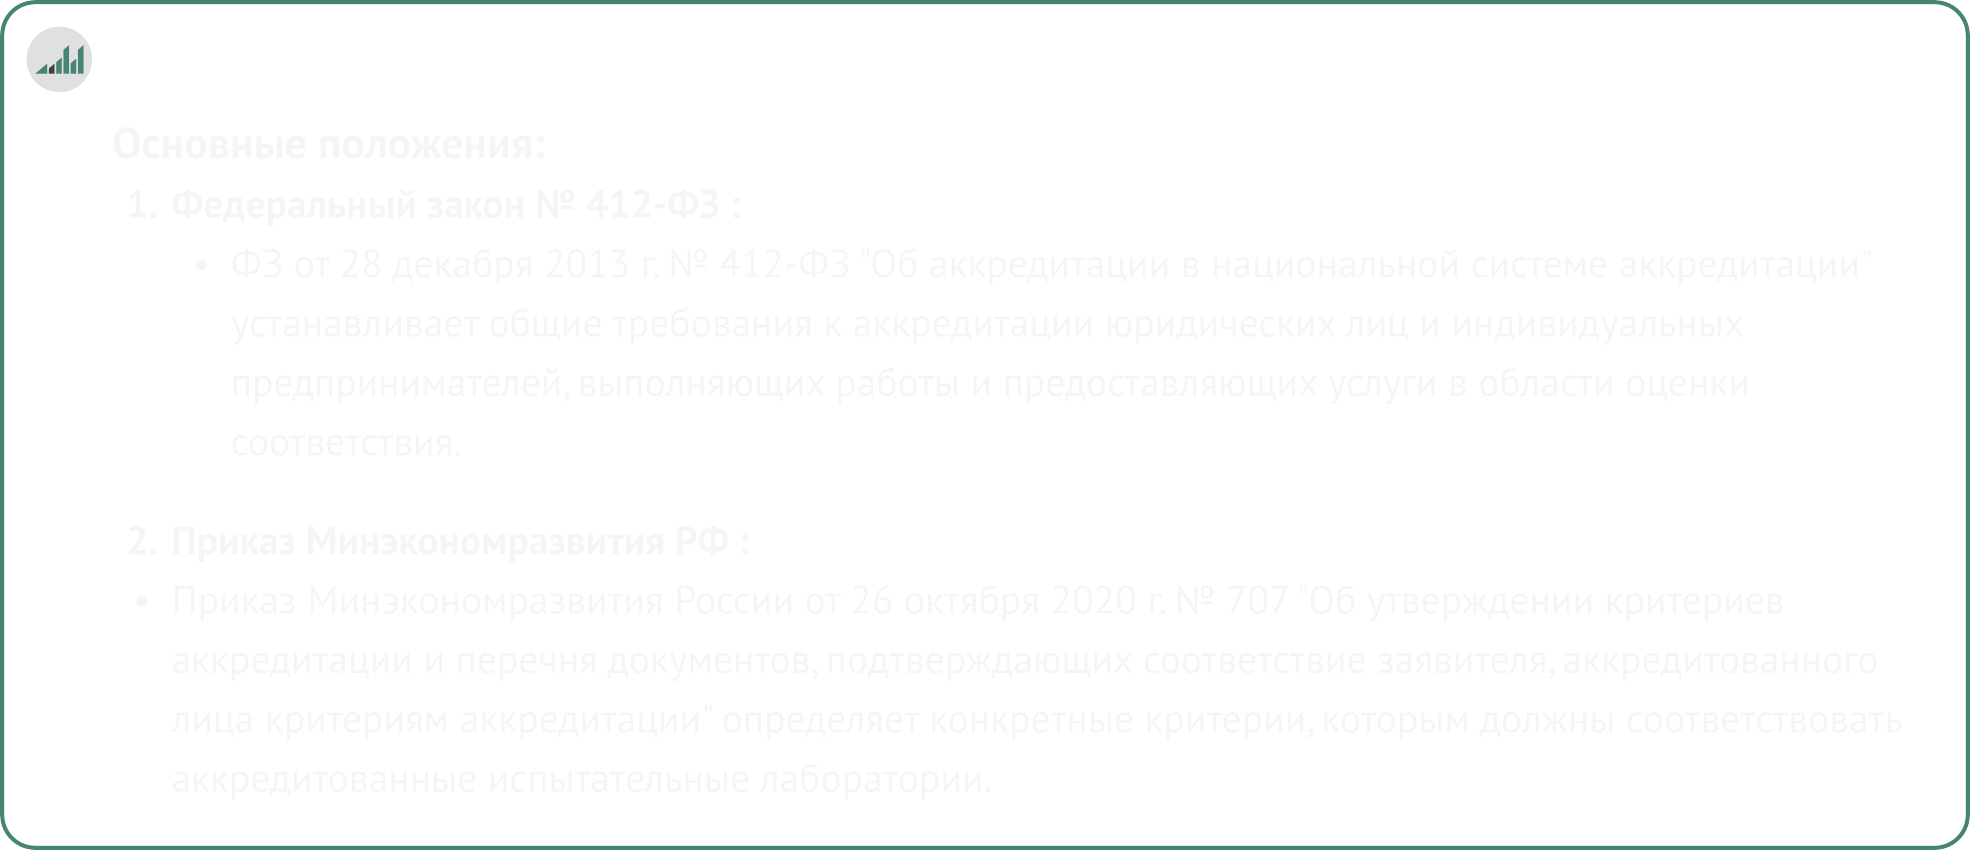 Основные положения:
1. Федеральный закон № 412-ФЗ :
• ФЗ от 28 декабря 2013 г. № 412-ФЗ "Об аккредитации в национальной системе аккредитации"
устанавливает общие требования к аккредитации юридических лиц и индивидуальных
предпринимателей, выполняющих работы и предоставляющих услуги в области оценки
соответствия.
2. Приказ Минэкономразвития РФ :
• Приказ Минэкономразвития России от 26 октября 2020 г. № 707 "Об утверждении критериев
аккредитации и перечня документов, подтверждающих соответствие заявителя, аккредитованного
лица критериям аккредитации" определяет конкретные критерии, которым должны соответствовать
аккредитованные испытательные лаборатории.